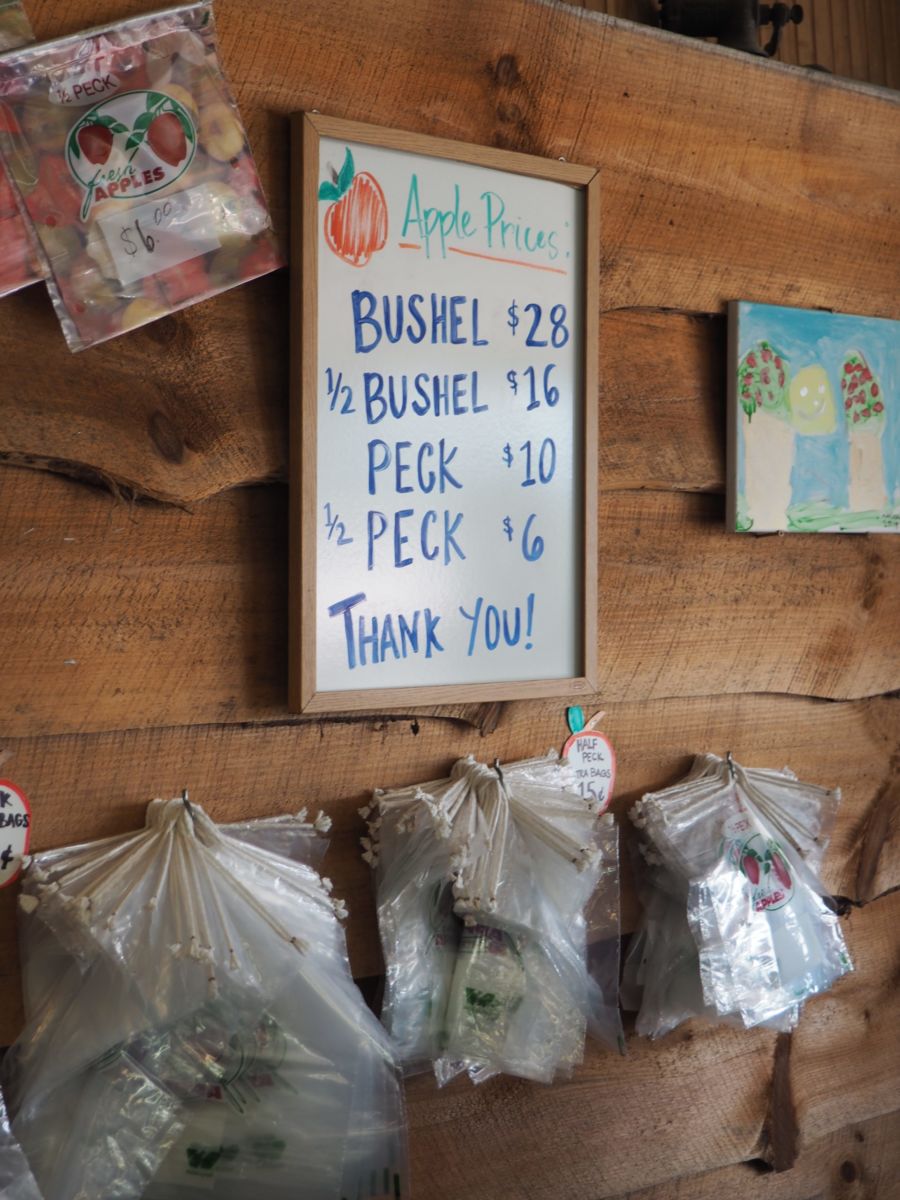 1/2 PECK
fresh
APPLES
$6.00
Apple Prices:
BUSHEL $28
1/2 BUSHEL $16
PECK $10
1/2 PECK $6
THANK YOU!
HALF
PECK
BAGS
15¢
BAGS
¢
APPLES